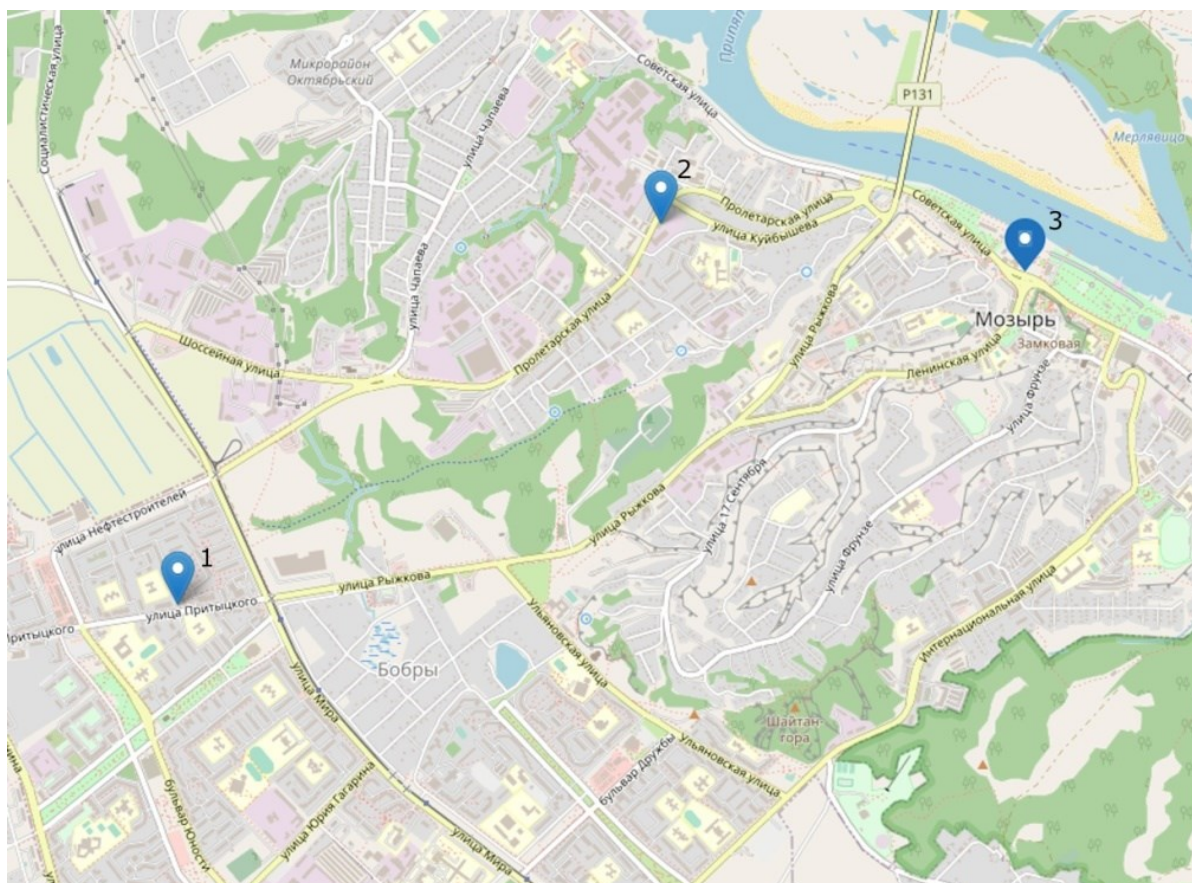 Социалистическая улица
Микрорайон
Октябрьский
улица Чапаева
Советская улица
Припять
P131
Мерлявица
2
Пролетарская улица
улица Куйбышева
Советская улица
3
улица Чапаева
Пролетарская улица
Шоссейная улица
улица Рыжкова
Мозырь
Замковая
Ленинская улица
улица Фрунзе
улица Нефтестроителей
улица 17 Сентября
улица Рыжкова
улица Фрунзе
1
улица Притыцкого
Притыцкого
улица Рыжкова
Ульяновская улица
Интернациональная улица
Бобры
улица Мира
Шайтан-
гора
Ульяновская улица
бульвар Дружбы
бульвар Юности
улица Юрия Гагарина
улица Мира